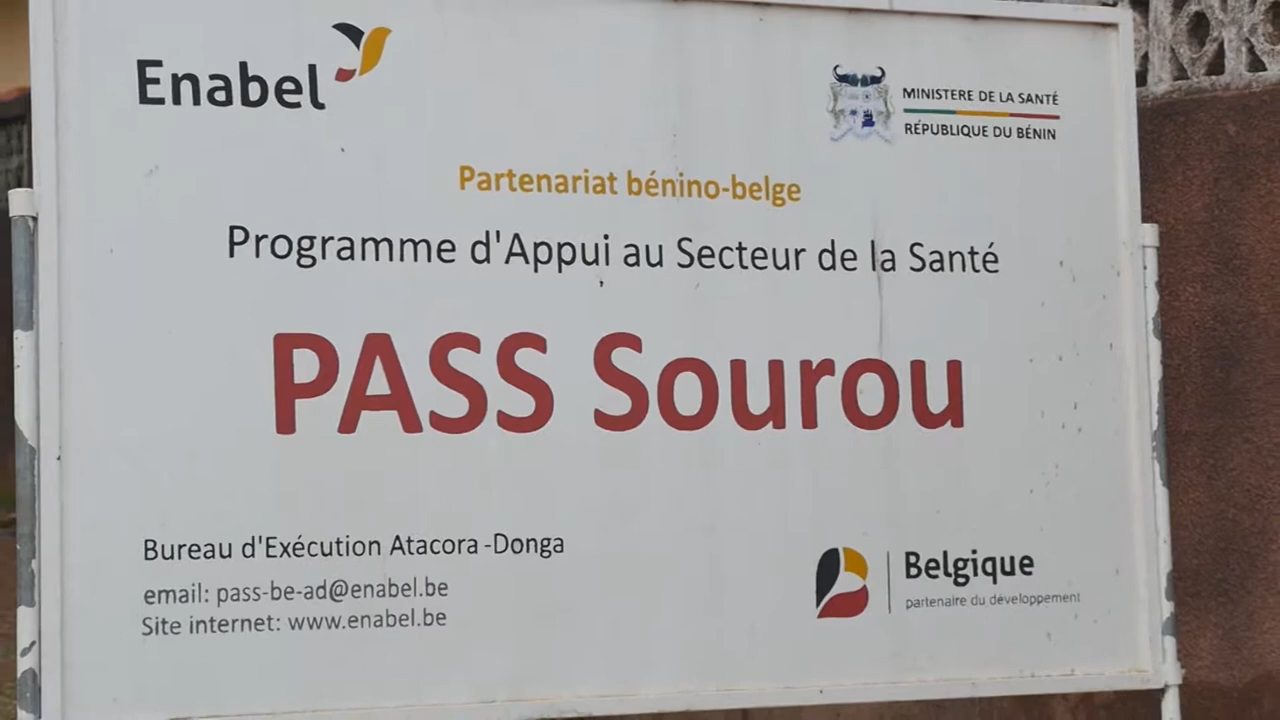 Enabel
MINISTERE DE LA SANTÉ
RÉPUBLIQUE DU BÉNIN
Partenariat bénino-belge
Programme d'Appui au Secteur de la Santé
PASS Sourou
Bureau d'Exécution Atacora -Donga
email: pass-be-ad@enabel.be
Site internet: www.enabel.be
Belgique
partenaire du développement